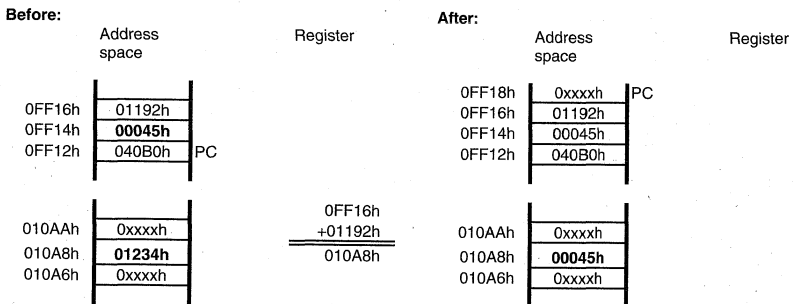 Before:
After:
Address space
Register
Address space
Register
0FF18h 0xxxxh PC
0FF16h 01192h
0FF16h 01192h
0FF14h 00045h
0FF14h 00045h
0FF12h 040B0h PC
0FF12h 040B0h
0FF16h
010AAh 0xxxxh
+01192h
010AAh 0xxxxh
010A8h 01234h
010A8h
010A8h 00045h
010A6h 0xxxxh
010A6h 0xxxxh